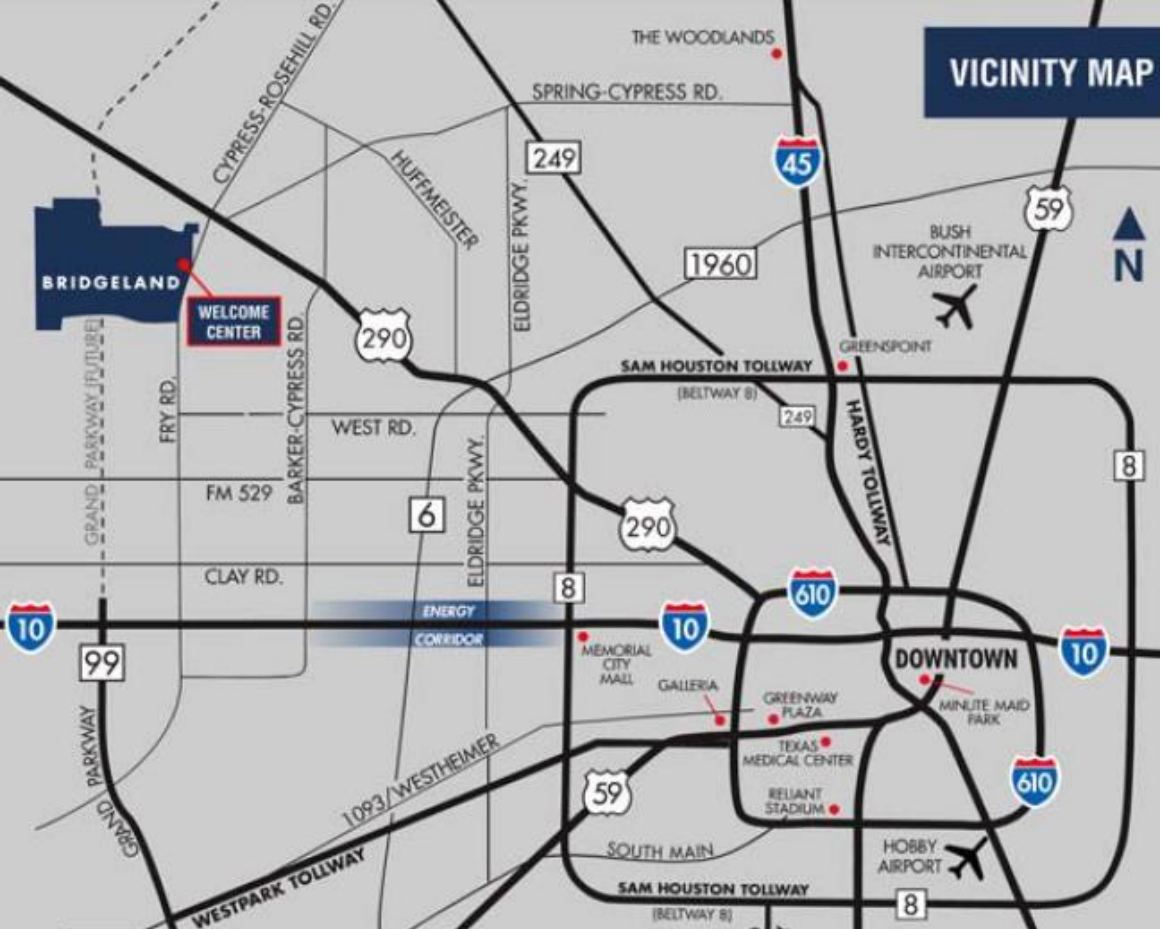 THE WOODLANDS
VICINITY MAP
CYPRESS-ROSEHILL RD.
SPRING-CYPRESS RD.
249
45
HUFFMEISTER
ELDRIDGE PKWY.
59
BUSH
INTERCONTINENTAL
AIRPORT
N
1960
BRIDGELAND
WELCOME
CENTER
290
GREENSPOINT
SAM HOUSTON TOLLWAY
(BELTWAY 8)
249
HARDY TOLLWAY
GRAND PARKWAY (FUTURE)
FRY RD.
BARKER-CYPRESS RD.
WEST RD.
ELDRIDGE PKWY.
8
FM 529
6
290
CLAY RD.
8
610
10
ENERGY
CORRIDOR
10
10
99
MEMORIAL
CITY
MALL
DOWNTOWN
GALLERIA
GREENWAY
PLAZA
MINUTE MAID
PARK
TEXAS
MEDICAL CENTER
GRAND PARKWAY
1093/WESTHEIMER
59
610
RELIANT
STADIUM
SOUTH MAIN
HOBBY
AIRPORT
WESTPARK TOLLWAY
SAM HOUSTON TOLLWAY
(BELTWAY 8)
8